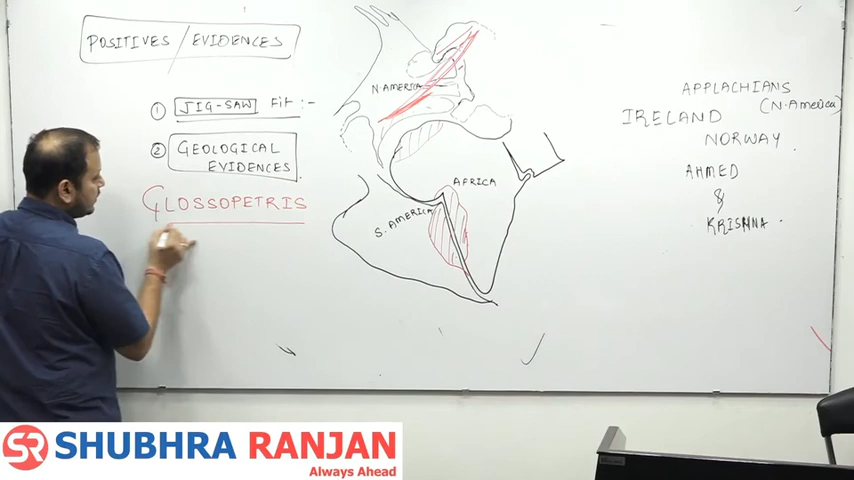 POSITIVES / EVIDENCES
① JIG-SAW Fit :-
② GEOLOGICAL
EVIDENCES
GLOSSOPETRIS
N.AMERICA
AFRICA
S.AMERICA
APPLACHIANS
(N.America)
IRELAND
NORWAY
AHMED
&
KRISHNA
SR SHUBHRA RANJAN
Always Ahead